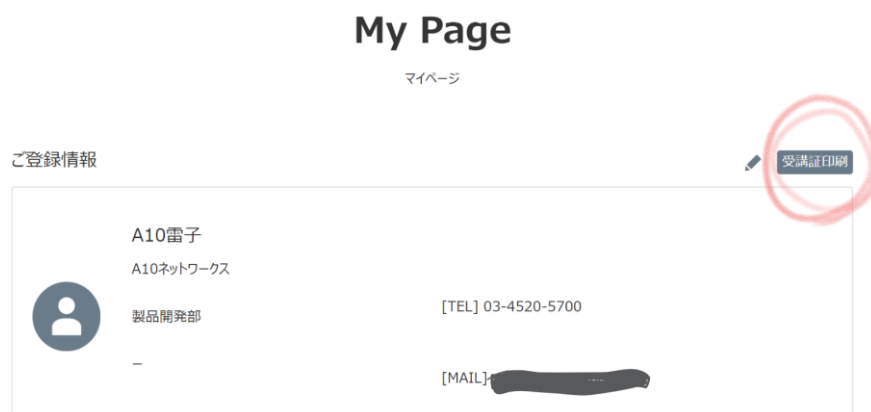 My Page
マイページ
ご登録情報
受講証印刷
A10雷子
A10ネットワークス
製品開発部
[TEL] 03-4520-5700
–
[MAIL]